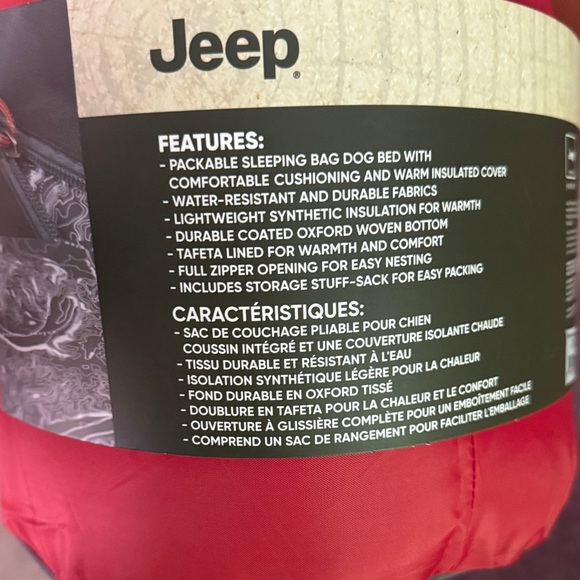 Jeep®
FEATURES:
- PACKABLE SLEEPING BAG DOG BED WITH
COMFORTABLE CUSHIONING AND WARM INSULATED COVER
- WATER-RESISTANT AND DURABLE FABRICS
- LIGHTWEIGHT SYNTHETIC INSULATION FOR WARMTH
- DURABLE COATED OXFORD WOVEN BOTTOM
- TAFETA LINED FOR WARMTH AND COMFORT
- FULL ZIPPER OPENING FOR EASY NESTING
- INCLUDES STORAGE STUFF-SACK FOR EASY PACKING
CARACTÉRISTIQUES:
- SAC DE COUCHAGE PLIABLE POUR CHIEN
COUSSIN INTÉGRÉ ET UNE COUVERTURE ISOLANTE CHAUDE
- TISSU DURABLE ET RÉSISTANT À L'EAU
- ISOLATION SYNTHÉTIQUE LÉGÈRE POUR LA CHALEUR
- FOND DURABLE EN OXFORD TISSÉ
- DOUBLURE EN TAFETA POUR LA CHALEUR ET LE CONFORT
- OUVERTURE À GLISSIÈRE COMPLÈTE POUR UN EMBOÎTEMENT FACILE
- COMPREND UN SAC DE RANGEMENT POUR FACILITER L'EMBALLAGE